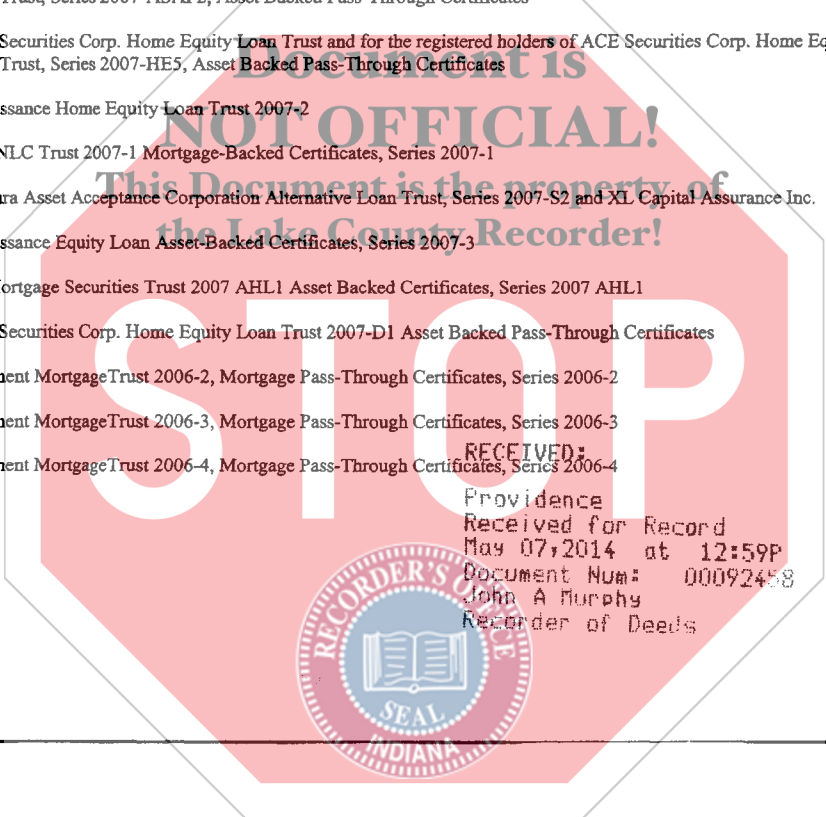 Trust, Series 2007-ASAP2, Asset Backed Pass-Through Certificates
Securities Corp. Home Equity Loan Trust and for the registered holders of ACE Securities Corp. Home Eq
Trust, Series 2007-HE5, Asset Backed Pass-Through Certificates
ssance Home Equity Loan Trust 2007-2
NLC Trust 2007-1 Mortgage-Backed Certificates, Series 2007-1
ra Asset Acceptance Corporation Alternative Loan Trust, Series 2007-S2 and XL Capital Assurance Inc.
ssance Equity Loan Asset-Backed Certificates, Series 2007-3
ortgage Securities Trust 2007 AHL1 Asset Backed Certificates, Series 2007 AHL1
Securities Corp. Home Equity Loan Trust 2007-D1 Asset Backed Pass-Through Certificates
ent MortgageTrust 2006-2, Mortgage Pass-Through Certificates, Series 2006-2
ent MortgageTrust 2006-3, Mortgage Pass-Through Certificates, Series 2006-3
ent MortgageTrust 2006-4, Mortgage Pass-Through Certificates, Series 2006-4
Document is
NOT OFFICIAL!
This Document is the property of
the Lake County Recorder!
STOP
RECEIVED:
Providence
Received for Record
May 07,2014 at 12:59P
Document Num: 00092458
John A Murphy
Recorder of Deeds
RECORDER'S OFFICE
SEAL
INDIANA